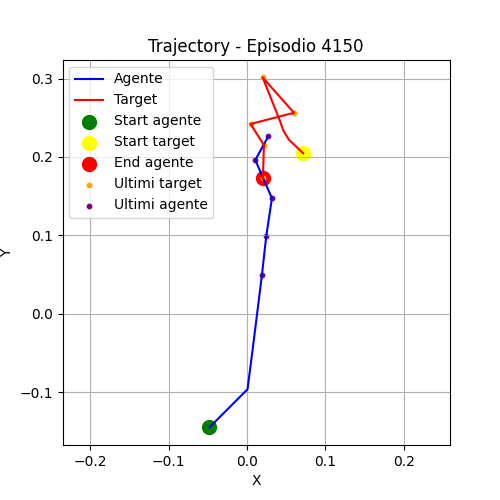 Trajectory - Episodio 4150
Agente
Target
Start agente
Start target
End agente
Ultimi target
Ultimi agente
0.3
0.2
0.1
0.0
−0.1
Y
−0.2
−0.1
0.0
0.1
0.2
X